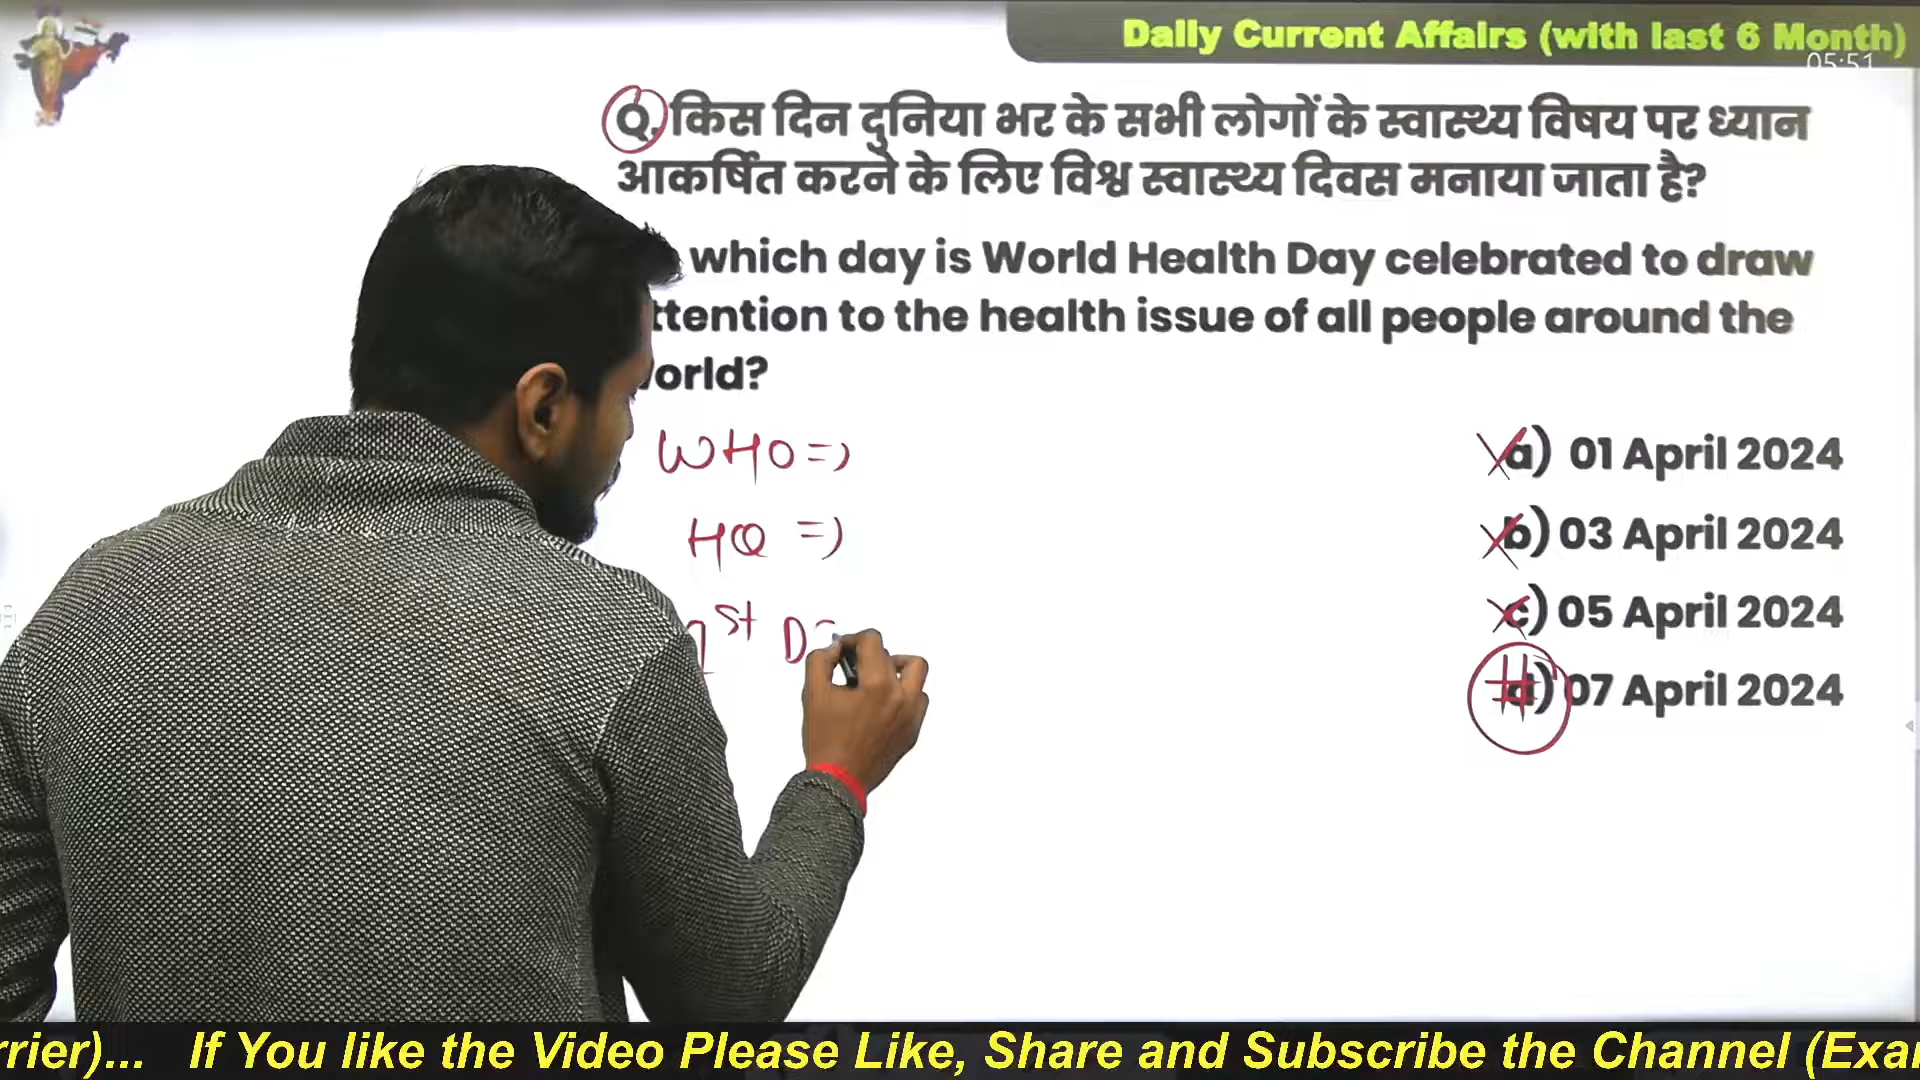 Daily Current Affairs (with last 6 Month)
05:51
Q. किस दिन दुनिया भर के सभी लोगों के स्वास्थ्य विषय पर ध्यान
आकर्षित करने के लिए विश्व स्वास्थ्य दिवस मनाया जाता है?
which day is World Health Day celebrated to draw
ttention to the health issue of all people around the
orld?
WHO =>
HQ =>
1st D
a) 01 April 2024
b) 03 April 2024
c) 05 April 2024
d) 07 April 2024
rrier)... If You like the Video Please Like, Share and Subscribe the Channel (Exa